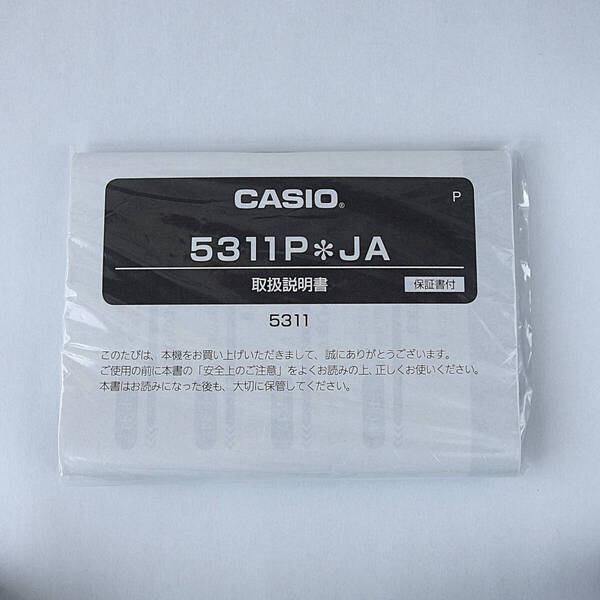 CASIO®
P
5311P*JA
取扱説明書
保証書付
5311
このたびは、本機をお買い上げいただきまして、誠にありがとうございます。
ご使用の前に本書の「安全上のご注意」をよくお読みの上、正しくお使いください。
本書はお読みになった後も、大切に保管してください。